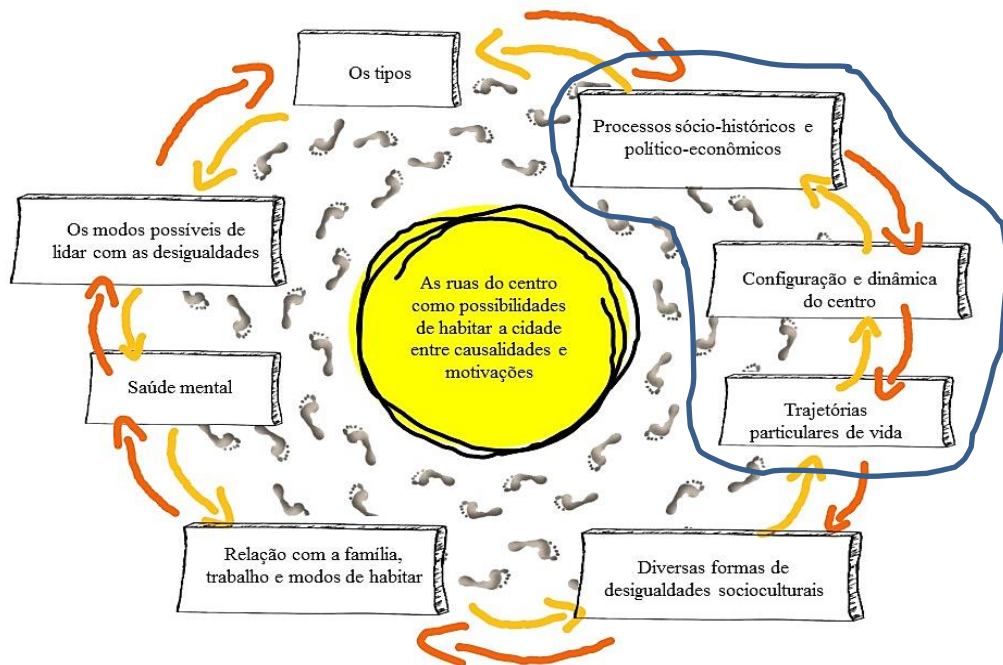 Os tipos
Processos sócio-históricos e
político-econômicos
Configuração e dinâmica
do centro
Trajetórias
particulares de vida
Diversas formas de
desigualdades socioculturais
Relação com a família,
trabalho e modos de habitar
Saúde mental
Os modos possíveis de
lidar com as desigualdades
As ruas do centro
como possibilidades
de habitar a cidade
entre causalidades e
motivações